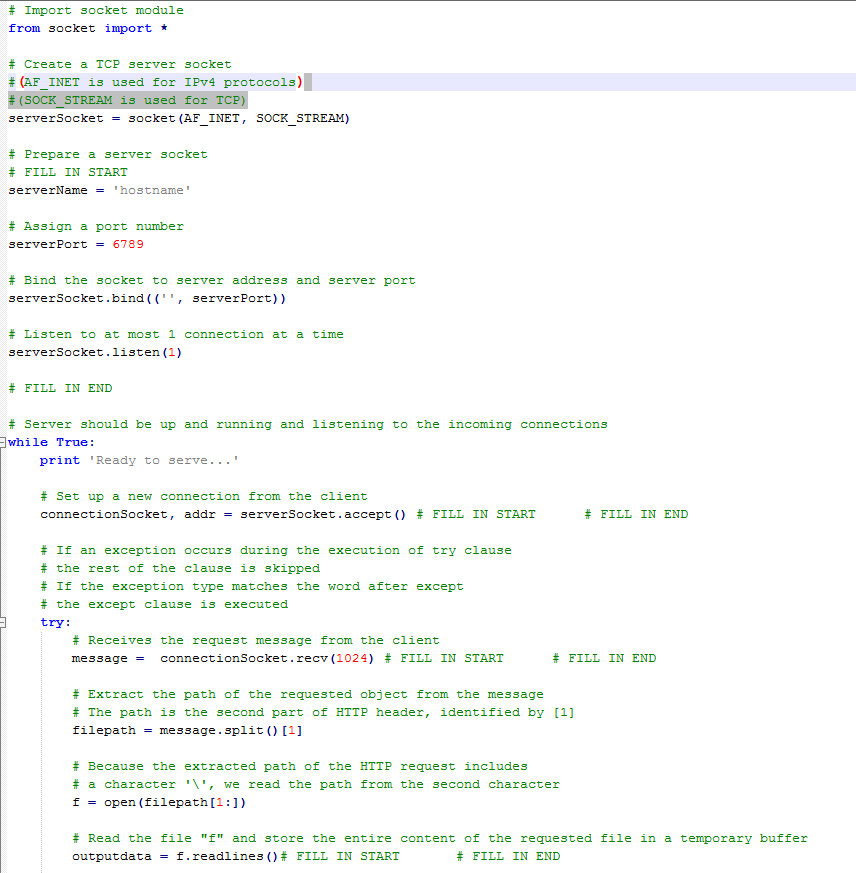 # Import socket module
from socket import *

# Create a TCP server socket
#(AF_INET is used for IPv4 protocols)
#(SOCK_STREAM is used for TCP)
serverSocket = socket(AF_INET, SOCK_STREAM)

# Prepare a server socket
# FILL IN START
serverName = 'hostname'

# Assign a port number
serverPort = 6789

# Bind the socket to server address and server port
serverSocket.bind(('', serverPort))

# Listen to at most 1 connection at a time
serverSocket.listen(1)

# FILL IN END

# Server should be up and running and listening to the incoming connections
while True:
    print 'Ready to serve...'

    # Set up a new connection from the client
    connectionSocket, addr = serverSocket.accept() # FILL IN START      # FILL IN END

    # If an exception occurs during the execution of try clause
    # the rest of the clause is skipped
    # If the exception type matches the word after except
    # the except clause is executed
    try:
        # Receives the request message from the client
        message =  connectionSocket.recv(1024) # FILL IN START      # FILL IN END

        # Extract the path of the requested object from the message
        # The path is the second part of HTTP header, identified by [1]
        filepath = message.split()[1]

        # Because the extracted path of the HTTP request includes
        # a character '\', we read the path from the second character
        f = open(filepath[1:])

        # Read the file "f" and store the entire content of the requested file in a temporary buffer
        outputdata = f.readlines()# FILL IN START       # FILL IN END